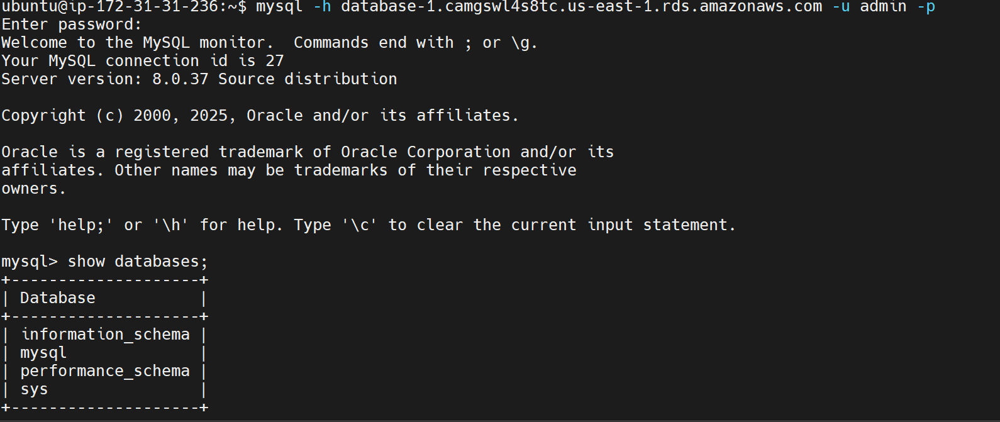 ubuntu@ip-172-31-31-236:~$ mysql -h database-1.camgswl4s8tc.us-east-1.rds.amazonaws.com -u admin -p
Enter password:
Welcome to the MySQL monitor.  Commands end with ; or \g.
Your MySQL connection id is 27
Server version: 8.0.37 Source distribution

Copyright (c) 2000, 2025, Oracle and/or its affiliates.

Oracle is a registered trademark of Oracle Corporation and/or its
affiliates. Other names may be trademarks of their respective
owners.

Type 'help;' or '\h' for help. Type '\c' to clear the current input statement.

mysql> show databases;
+--------------------+
| Database           |
+--------------------+
| information_schema |
| mysql              |
| performance_schema |
| sys                |
+--------------------+